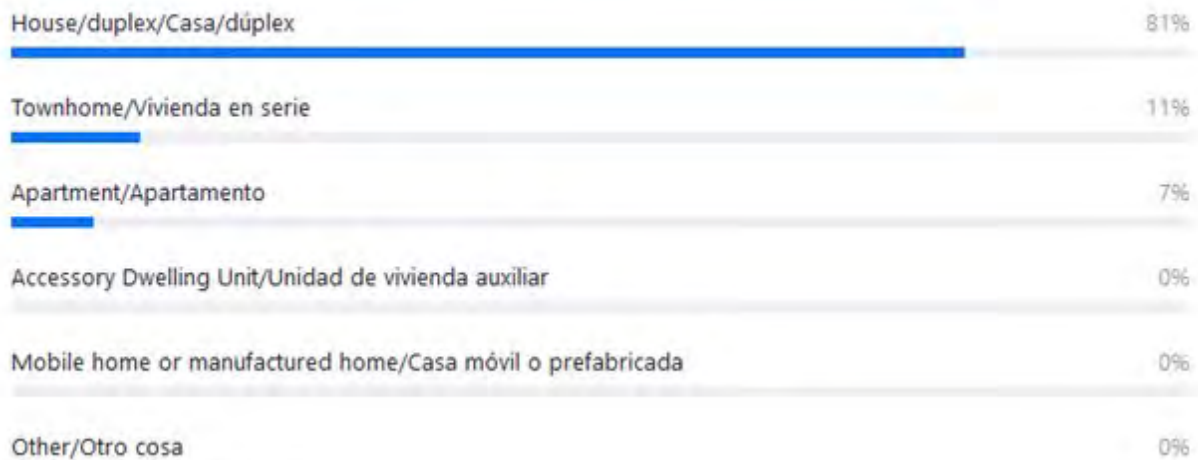 House/duplex/Casa/dúplex 81%
Townhome/Vivienda en serie 11%
Apartment/Apartamento 7%
Accessory Dwelling Unit/Unidad de vivienda auxiliar 0%
Mobile home or manufactured home/Casa móvil o prefabricada 0%
Other/Otro cosa 0%